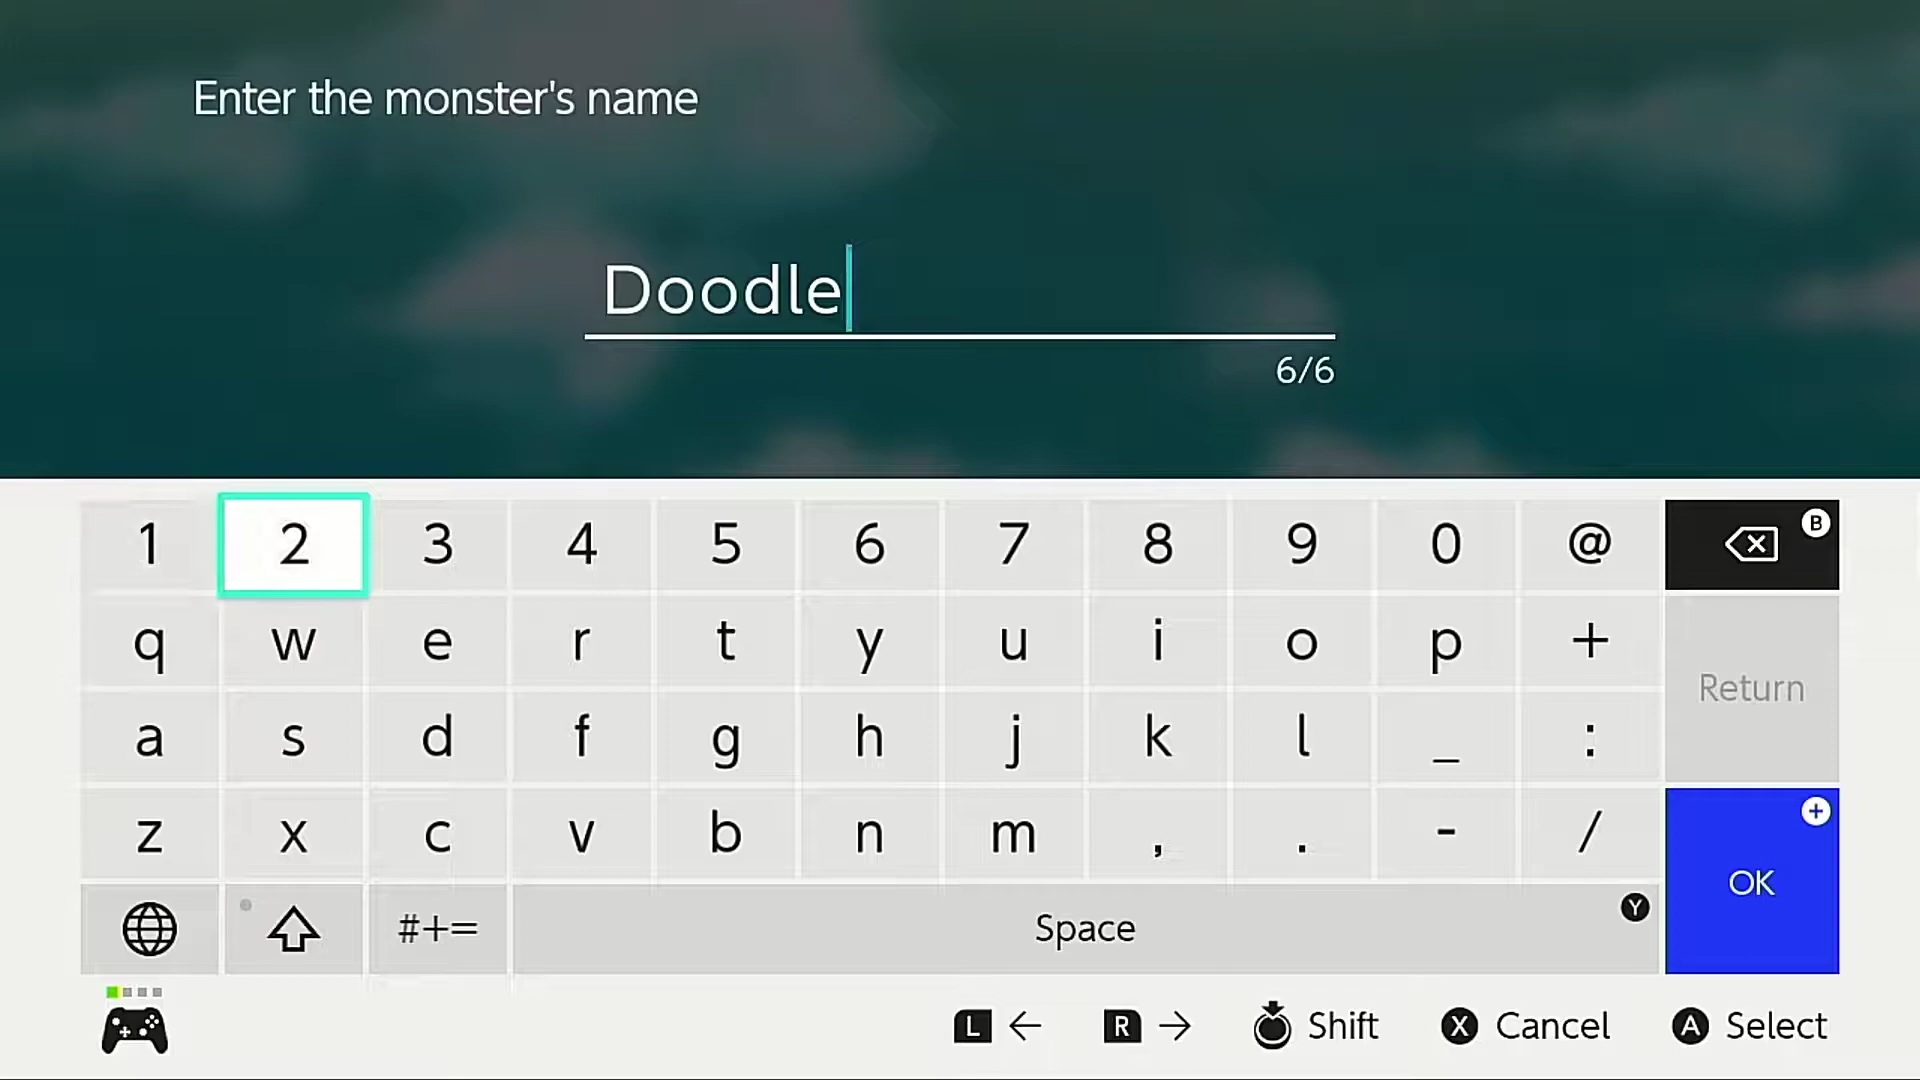 Enter the monster's name
Doodle
6/6
1 2 3 4 5 6 7 8 9 0 @ B
q w e r t y u i o p +
Return
a s d f g h j k l _ :
z x c v b n m , . - / +
OK
#+= Space Y
L ← R → Shift X Cancel A Select